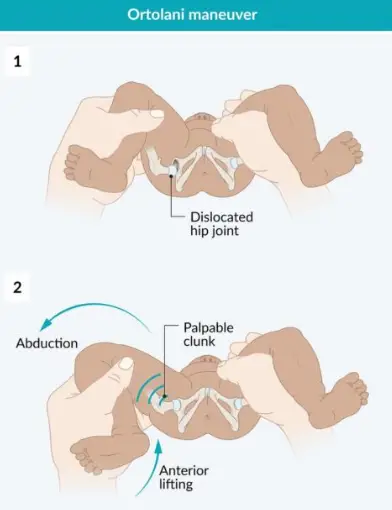 Ortolani maneuver
1
Dislocated
hip joint
2
Abduction
Palpable
clunk
Anterior
lifting